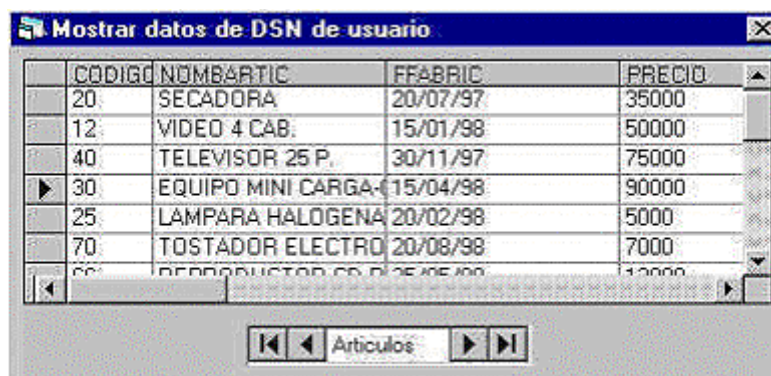 Mostrar datos de DSN de usuario
CODIGO NOMBARTIC FFABRIC PRECIO
20 SECADORA 20/07/97 35000
12 VIDEO 4 CAB. 15/01/98 50000
40 TELEVISOR 25 P. 30/11/97 75000
30 EQUIPO MINI CARGA- 15/04/98 90000
25 LAMPARA HALOGENA 20/02/98 5000
70 TOSTADOR ELECTRO 20/08/98 7000
REPRODUCTOR CD
Articulos